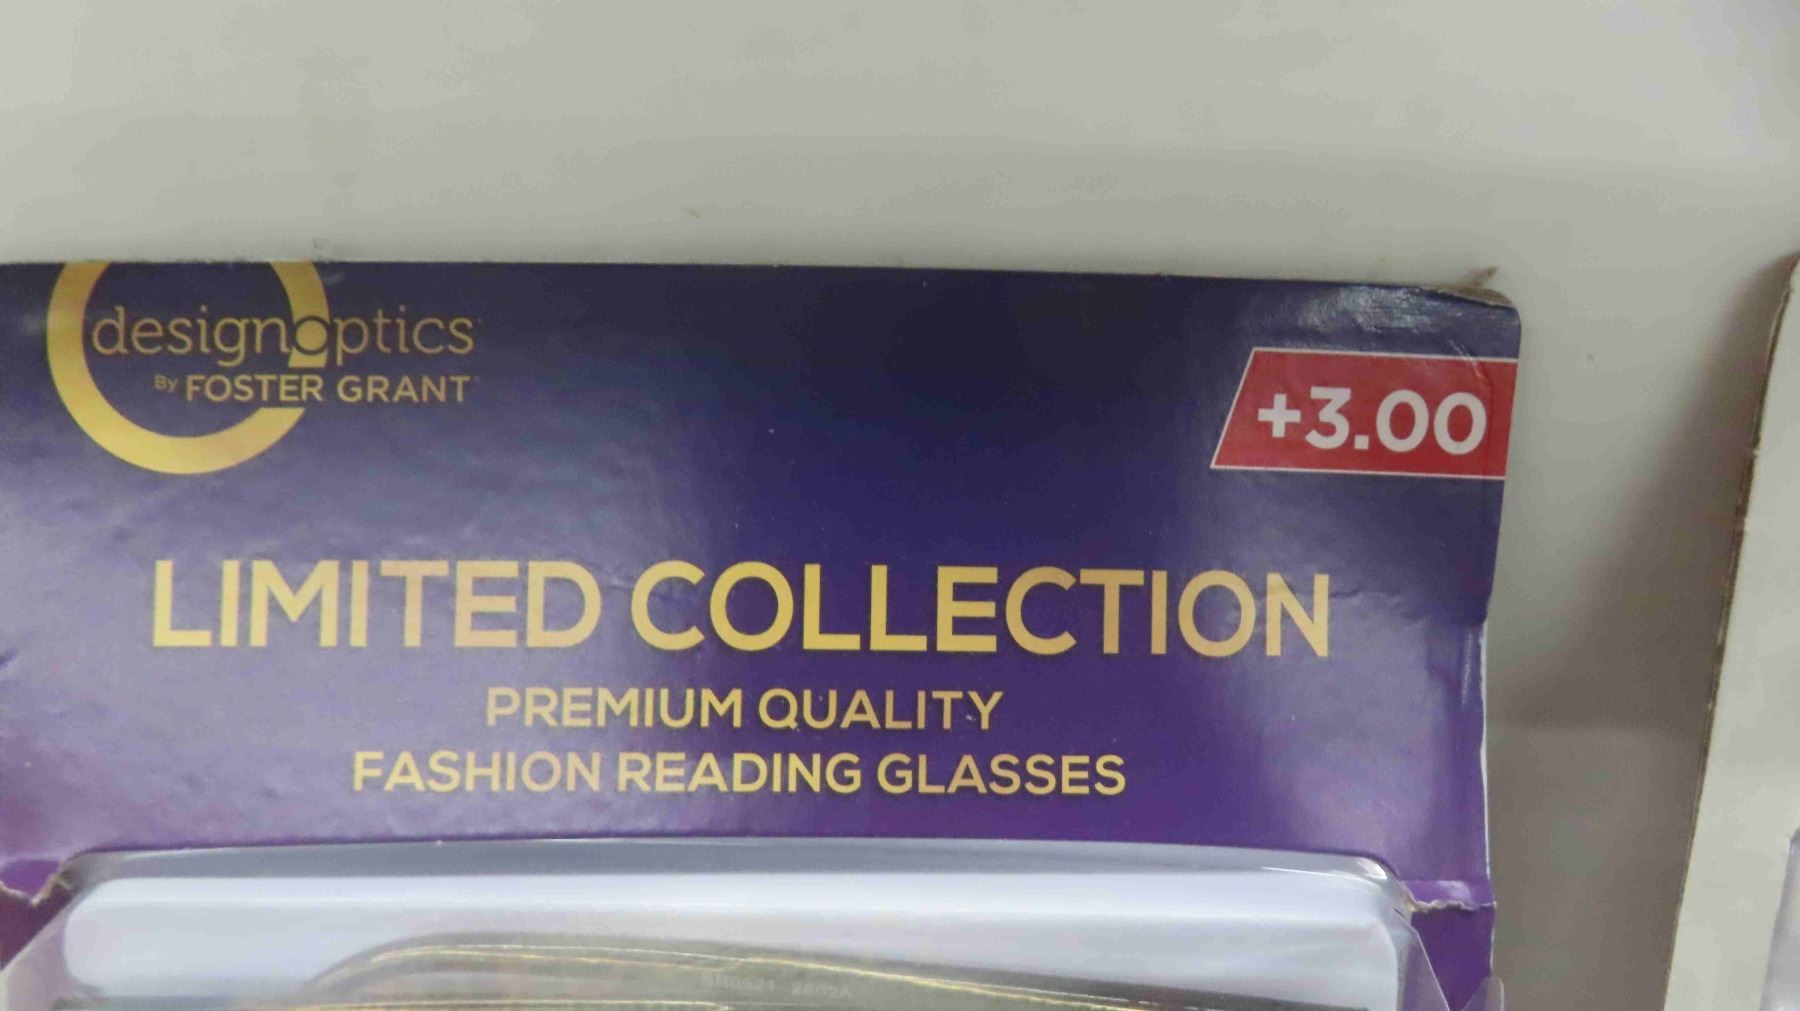 designoptics
By FOSTER GRANT
+3.00
LIMITED COLLECTION
PREMIUM QUALITY
FASHION READING GLASSES